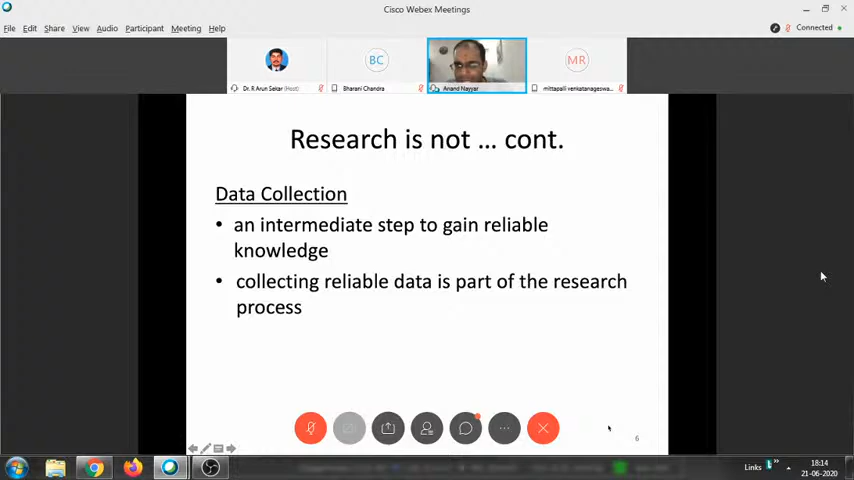 Cisco Webex Meetings
File Edit Share View Audio Participant Meeting Help
Connected
BC
MR
Dr. R Arun Sekar (Host)
Bharani Chandra
Anand Nayyar
mittapalli venkatanageswa...
Research is not ... cont.
Data Collection
• an intermediate step to gain reliable
knowledge
• collecting reliable data is part of the research
process
6
Links
18:14
21-06-2020